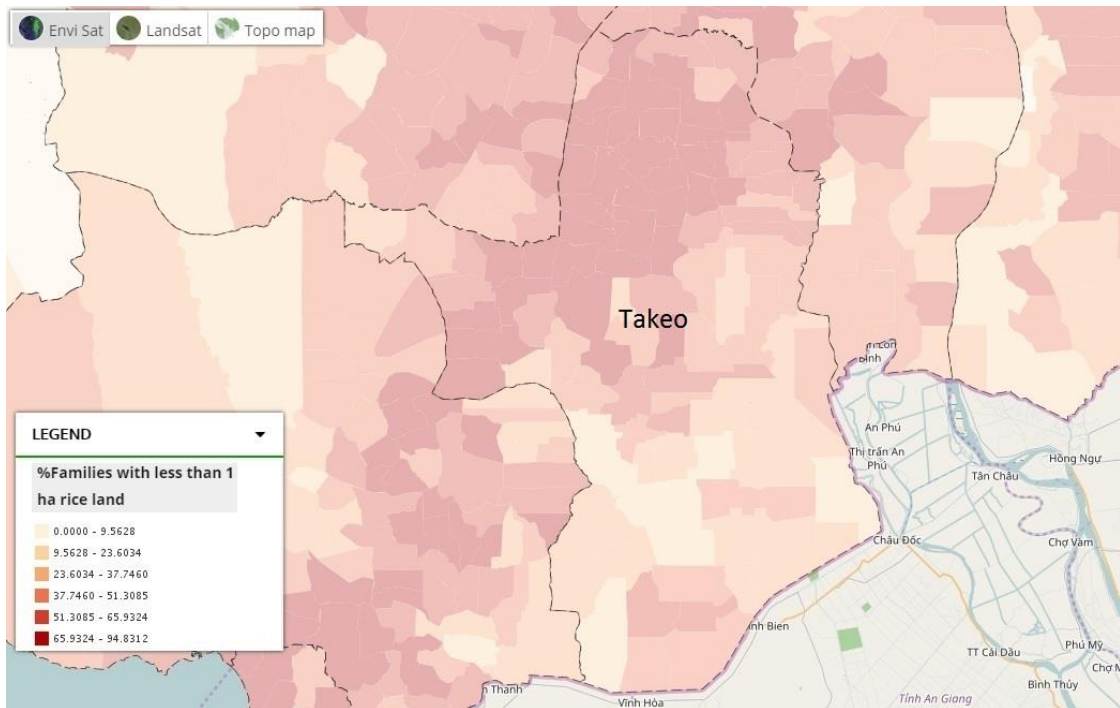 Envi Sat
Landsat
Topo map
Takeo
LEGEND
%Families with less than 1
ha rice land
0.0000 - 9.5628
9.5628 - 23.6034
23.6034 - 37.7460
37.7460 - 51.3085
51.3085 - 65.9324
65.9324 - 94.8312
Bình
An Phú
Thị trấn An
Phú
Hồng Ngự
Tân Châu
Châu Đốc
Chợ Vàm
Phú Mỹ
TT Cái Dầu
Bình Thủy
Tỉnh An Giang
Vĩnh Hòa